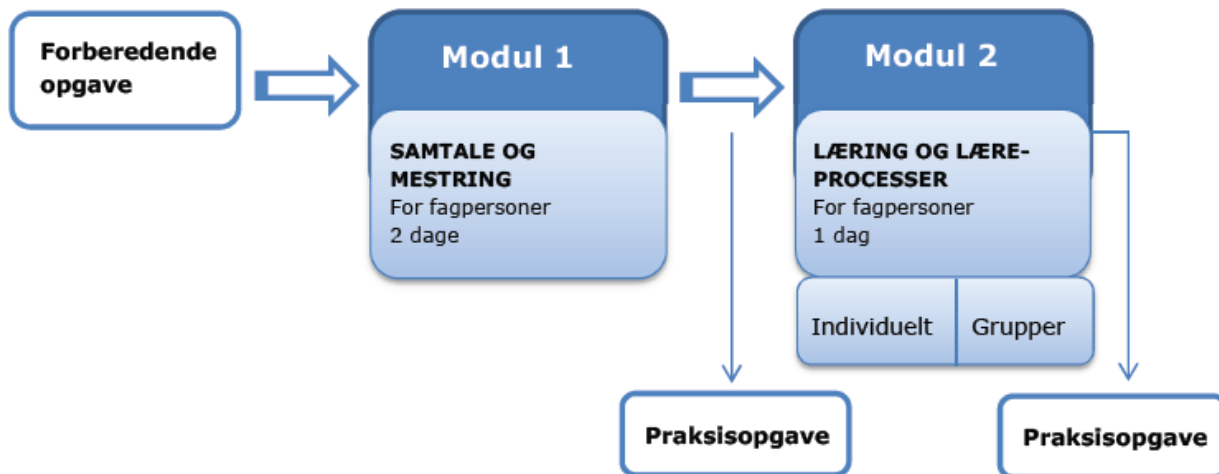 Forberedende
opgave
Modul 1
SAMTALE OG
MESTRING
For fagpersoner
2 dage
Modul 2
LÆRING OG LÆRE-
PROCESSER
For fagpersoner
1 dag
Individuelt
Grupper
Praksisopgave
Praksisopgave